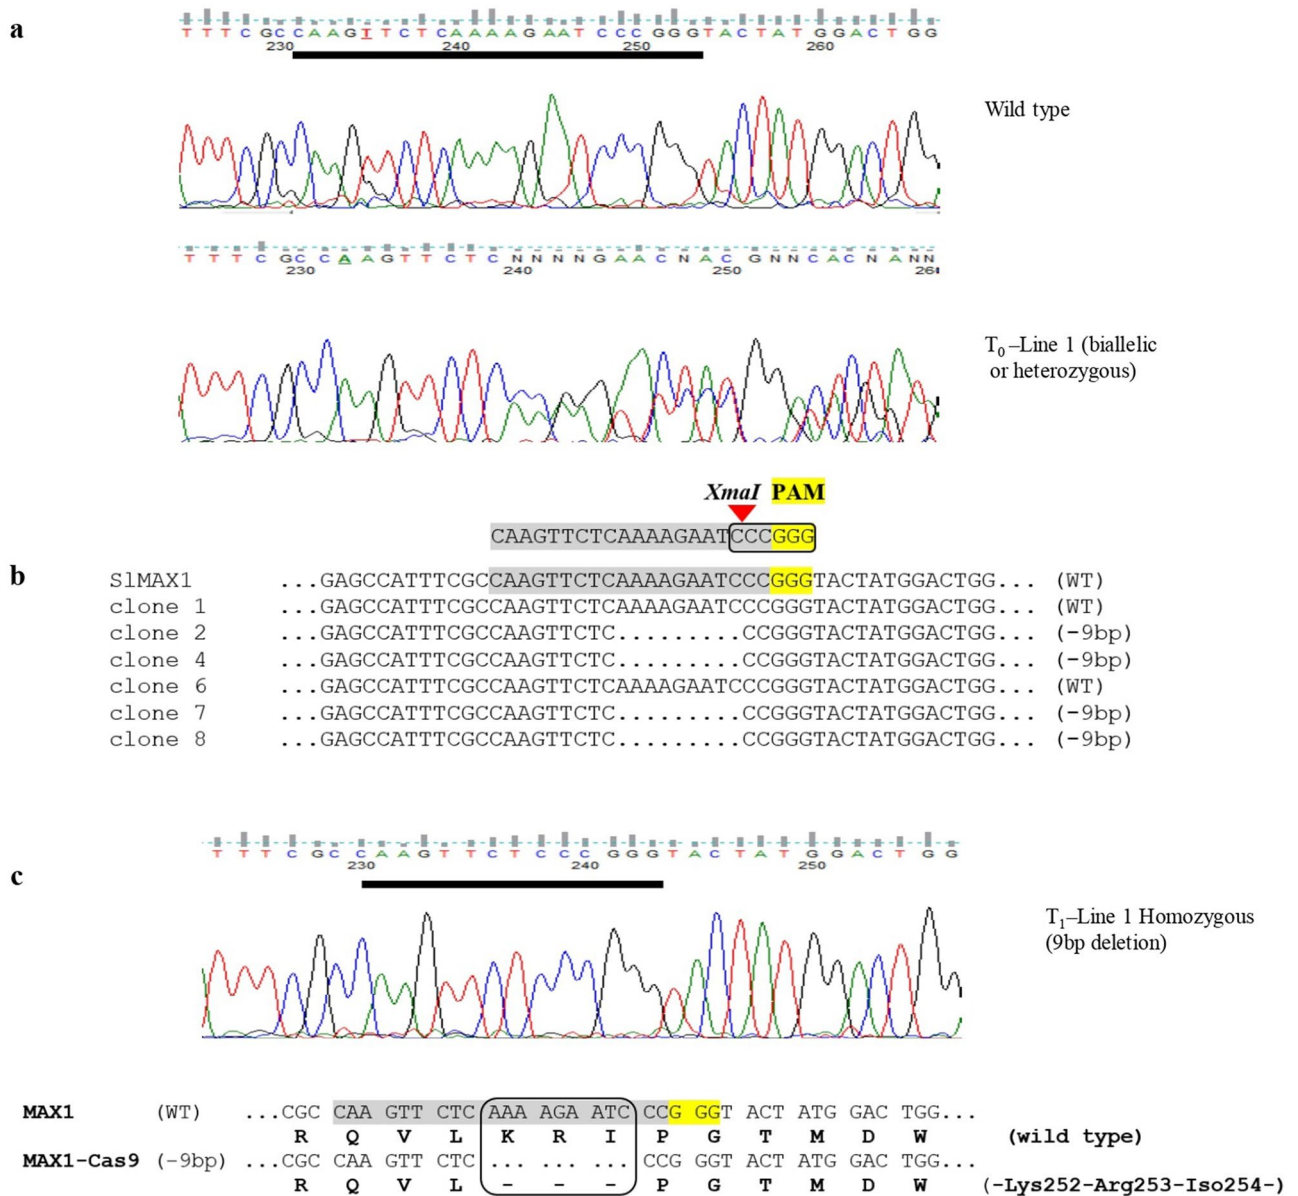 a
T T T C G C C A A G T T C T C A A A A G A A T C C C G G G T A C T A T G G A C T G G
230 240 250 260
Wild type
T T T C G C C A A G T T C T C N N N N G A A C N A C G N N C A C N A N N
230 240 250 26
T0–Line 1 (biallelic
or heterozygous)
XmaI PAM
CAAGTTCTCAAAAGAATCCCGGG
b
SlMAX1 ...GAGCCATTTCGCCAAGTTCTCAAAAGAATCCCGGGTACTATGGACTGG... (WT)
clone 1 ...GAGCCATTTCGCCAAGTTCTCAAAAGAATCCCGGGTACTATGGACTGG... (WT)
clone 2 ...GAGCCATTTCGCCAAGTTCTC.........CCGGGTACTATGGACTGG... (-9bp)
clone 4 ...GAGCCATTTCGCCAAGTTCTC.........CCGGGTACTATGGACTGG... (-9bp)
clone 6 ...GAGCCATTTCGCCAAGTTCTCAAAAGAATCCCGGGTACTATGGACTGG... (WT)
clone 7 ...GAGCCATTTCGCCAAGTTCTC.........CCGGGTACTATGGACTGG... (-9bp)
clone 8 ...GAGCCATTTCGCCAAGTTCTC.........CCGGGTACTATGGACTGG... (-9bp)
T T T C G C C A A G T T C T C C C G G G T A C T A T G G A C T G G
230 240 250
c
T1–Line 1 Homozygous
(9bp deletion)
MAX1 (WT) ...CGC CAA GTT CTC AAA AGA ATC CCG GGT ACT ATG GAC TGG...
R Q V L K R I P G T M D W (wild type)
MAX1-Cas9 (-9bp) ...CGC CAA GTT CTC ... ... ... CCG GGT ACT ATG GAC TGG...
R Q V L - - - P G T M D W (-Lys252-Arg253-Iso254-)